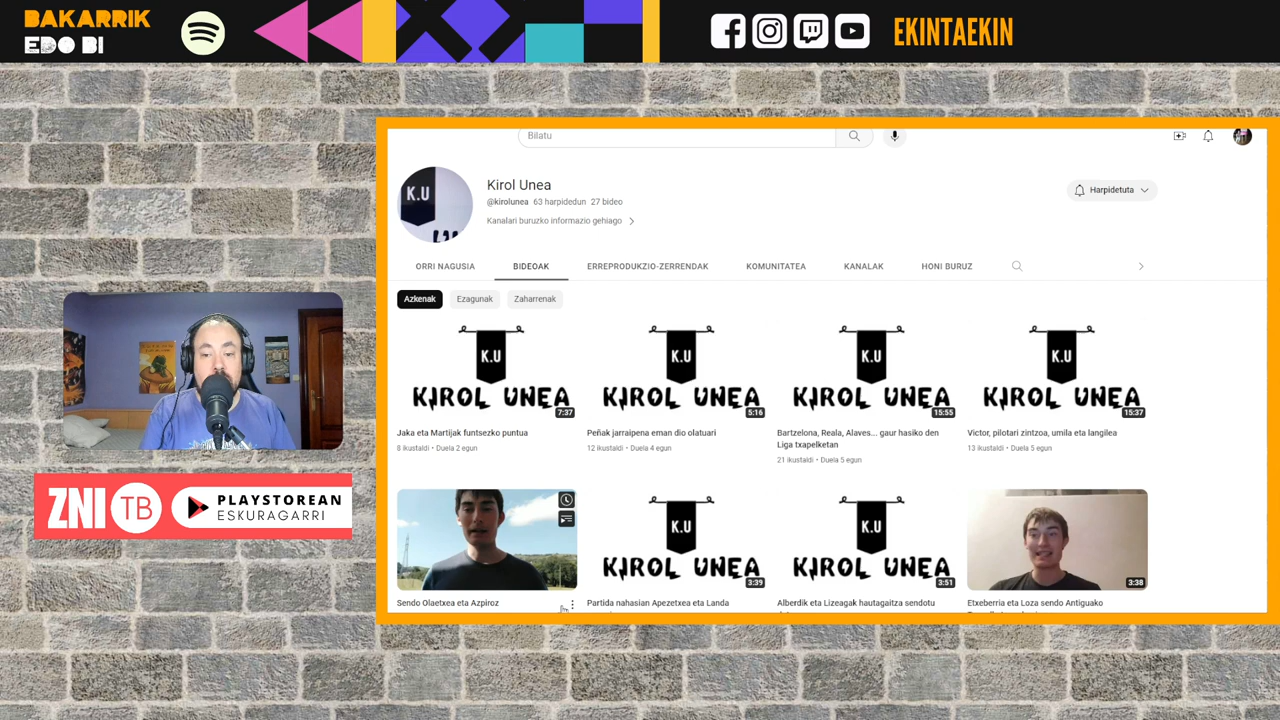 BAKARRIK
EDO BI
EKINTAEKIN
Bilatu
K.U
Kirol Unea
@kirolunea 63 harpidedun 27 bideo
Kanalari buruzko informazio gehiago
Harpidetuta
ORRI NAGUSIA BIDEOAK ERREPRODUKZIO-ZERRENDAK KOMUNITATEA KANALAK HONI BURUZ
Azkenak Ezagunak Zaharrenak
K.U K.U K.U K.U
KIROL UNEA KIROL UNEA KIROL UNEA KIROL UNEA
7:37 5:16 15:55 15:37
Jaka eta Martijak funtsezko puntua
8 ikustaldi • Duela 2 egun
Peñak jarraipena eman dio olatuari
12 ikustaldi • Duela 4 egun
Bartzelona, Reala, Alaves... gaur hasiko den
Liga txapelketan
21 ikustaldi • Duela 5 egun
Victor, pilotari zintzoa, umila eta langilea
13 ikustaldi • Duela 5 egun
K.U K.U
KIROL UNEA KIROL UNEA
3:39 3:51 3:38
Sendo Olaetxea eta Azpiroz
Partida nahasian Apezetxea eta Landa
Alberdik eta Lizeagak hautagaitza sendotu
Etxeberria eta Loza sendo Antiguako
ZNI TB
PLAYSTOREAN
ESKURAGARRI